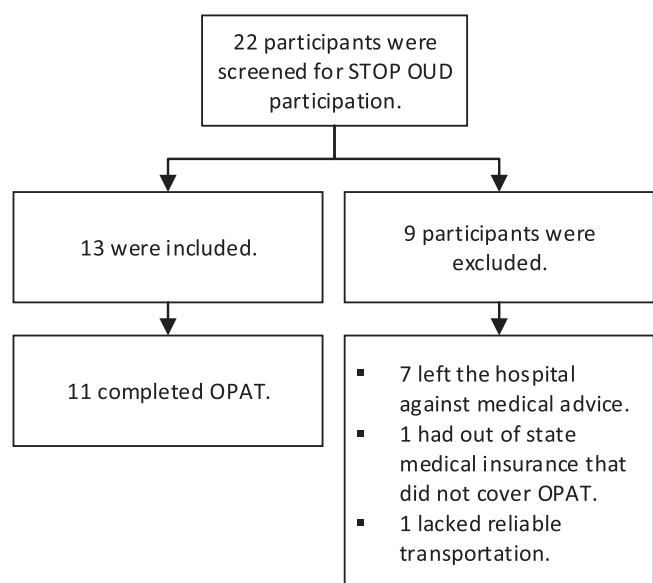 22 participants were
screened for STOP OUD
participation.
13 were included.
9 participants were
excluded.
11 completed OPAT.
▪ 7 left the hospital
against medical advice.
▪ 1 had out of state
medical insurance that
did not cover OPAT.
▪ 1 lacked reliable
transportation.